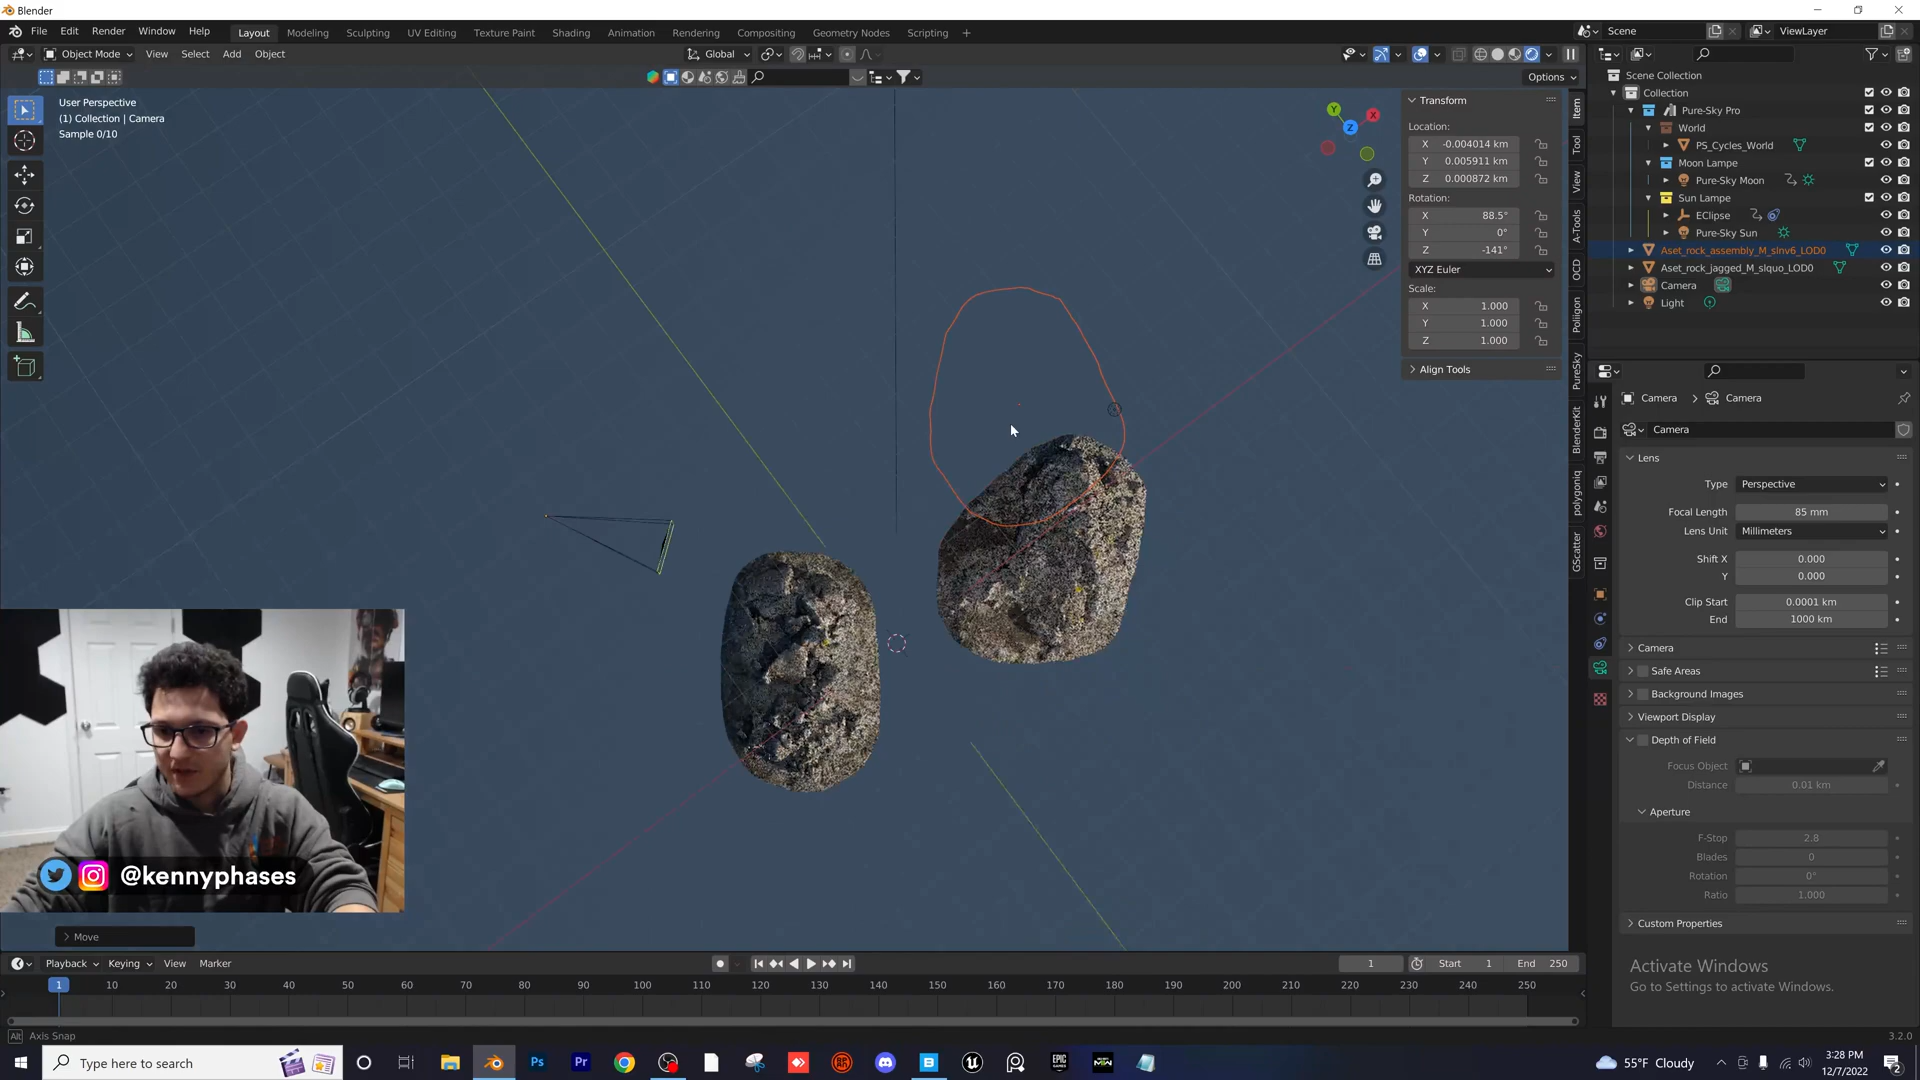 Blender
File Edit Render Window Help Layout Modeling Sculpting UV Editing Texture Paint Shading Animation Rendering Compositing Geometry Nodes Scripting + Scene ViewLayer
Object Mode View Select Add Object Global
Options
User Perspective
(1) Collection | Camera
Sample 0/10
Transform
Location:
X -0.004014 km
Y 0.005911 km
Z 0.000872 km
Rotation:
X 88.5°
Y 0°
Z -141°
XYZ Euler
Scale:
X 1.000
Y 1.000
Z 1.000
Align Tools
Item
Tool
View
A-Tools
OCD
Poliigon
PureSky
BlenderKit
polygoniq
GScatter
Y
X
Z
Scene Collection
Collection
Pure-Sky Pro
World
PS_Cycles_World
Moon Lampe
Pure-Sky Moon
Sun Lampe
EClipse
Pure-Sky Sun
Aset_rock_assembly_M_slnv6_LOD0
Aset_rock_jagged_M_slquo_LOD0
Camera
Light
Camera > Camera
Camera
Lens
Type Perspective
Focal Length 85 mm
Lens Unit Millimeters
Shift X 0.000
Y 0.000
Clip Start 0.0001 km
End 1000 km
Camera
Safe Areas
Background Images
Viewport Display
Depth of Field
Focus Object
Distance 0.01 km
Aperture
F-Stop 2.8
Blades 0
Rotation 0°
Ratio 1.000
Custom Properties
Activate Windows
Go to Settings to activate Windows.
@kennyphases
Move
Playback Keying View Marker 1 Start 1 End 250
1 10 20 30 40 50 60 70 80 90 100 110 120 130 140 150 160 170 180 190 200 210 220 230 240 250
Alt Axis Snap 3.2.0
Type here to search Ps Pr 55°F Cloudy 3:28 PM
12/7/2022
2